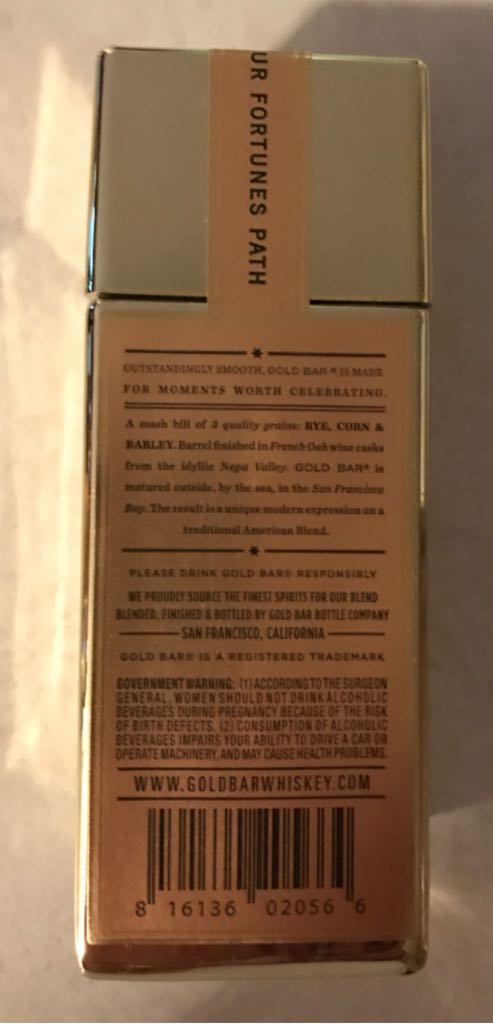 UR FORTUNES PATH
OUTSTANDINGLY SMOOTH, GOLD BAR ® IS MADE
FOR MOMENTS WORTH CELEBRATING.
A mash bill of 3 quality grains: RYE, CORN &
BARLEY. Barrel finished in French Oak wine casks
from the idyllic Napa Valley. GOLD BAR® is
matured outside, by the sea, in the San Francisco
Bay. The result is a unique modern expression on a
traditional American Blend.
PLEASE DRINK GOLD BAR® RESPONSIBLY
WE PROUDLY SOURCE THE FINEST SPIRITS FOR OUR BLEND
BLENDED, FINISHED & BOTTLED BY GOLD BAR BOTTLE COMPANY
SAN FRANCISCO, CALIFORNIA
GOLD BAR® IS A REGISTERED TRADEMARK
GOVERNMENT WARNING: (1) ACCORDING TO THE SURGEON
GENERAL, WOMEN SHOULD NOT DRINK ALCOHOLIC
BEVERAGES DURING PREGNANCY BECAUSE OF THE RISK
OF BIRTH DEFECTS. (2) CONSUMPTION OF ALCOHOLIC
BEVERAGES IMPAIRS YOUR ABILITY TO DRIVE A CAR OR
OPERATE MACHINERY, AND MAY CAUSE HEALTH PROBLEMS.
WWW.GOLDBARWHISKEY.COM
8 16136 02056 6